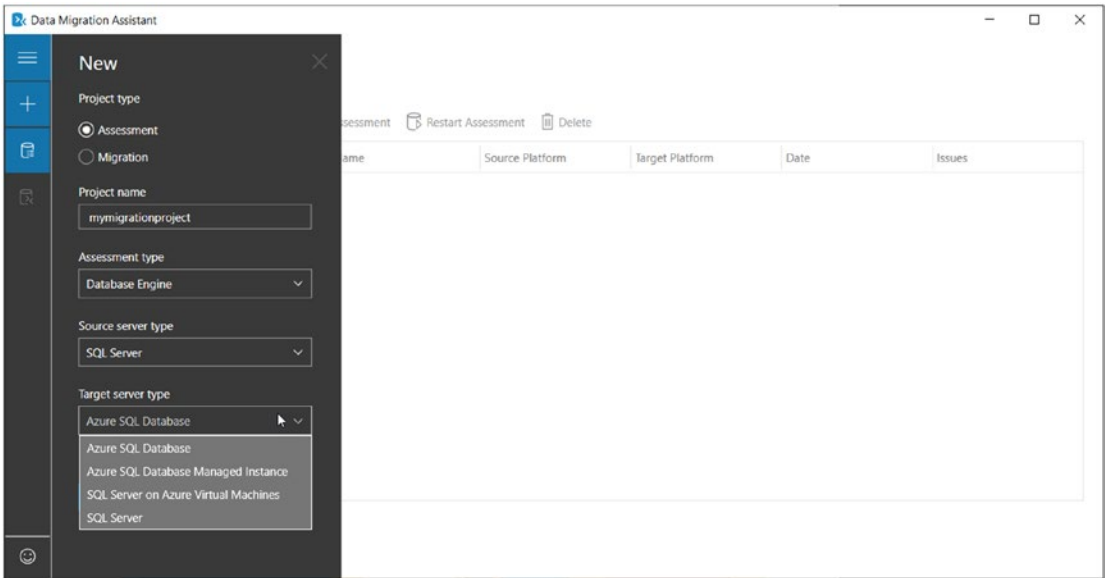 Data Migration Assistant
New
Project type
Assessment
Migration
Project name
mymigrationproject
Assessment type
Database Engine
Source server type
SQL Server
Target server type
Azure SQL Database
Azure SQL Database
Azure SQL Database Managed Instance
SQL Server on Azure Virtual Machines
SQL Server
ssessment Restart Assessment Delete
ame Source Platform Target Platform Date Issues